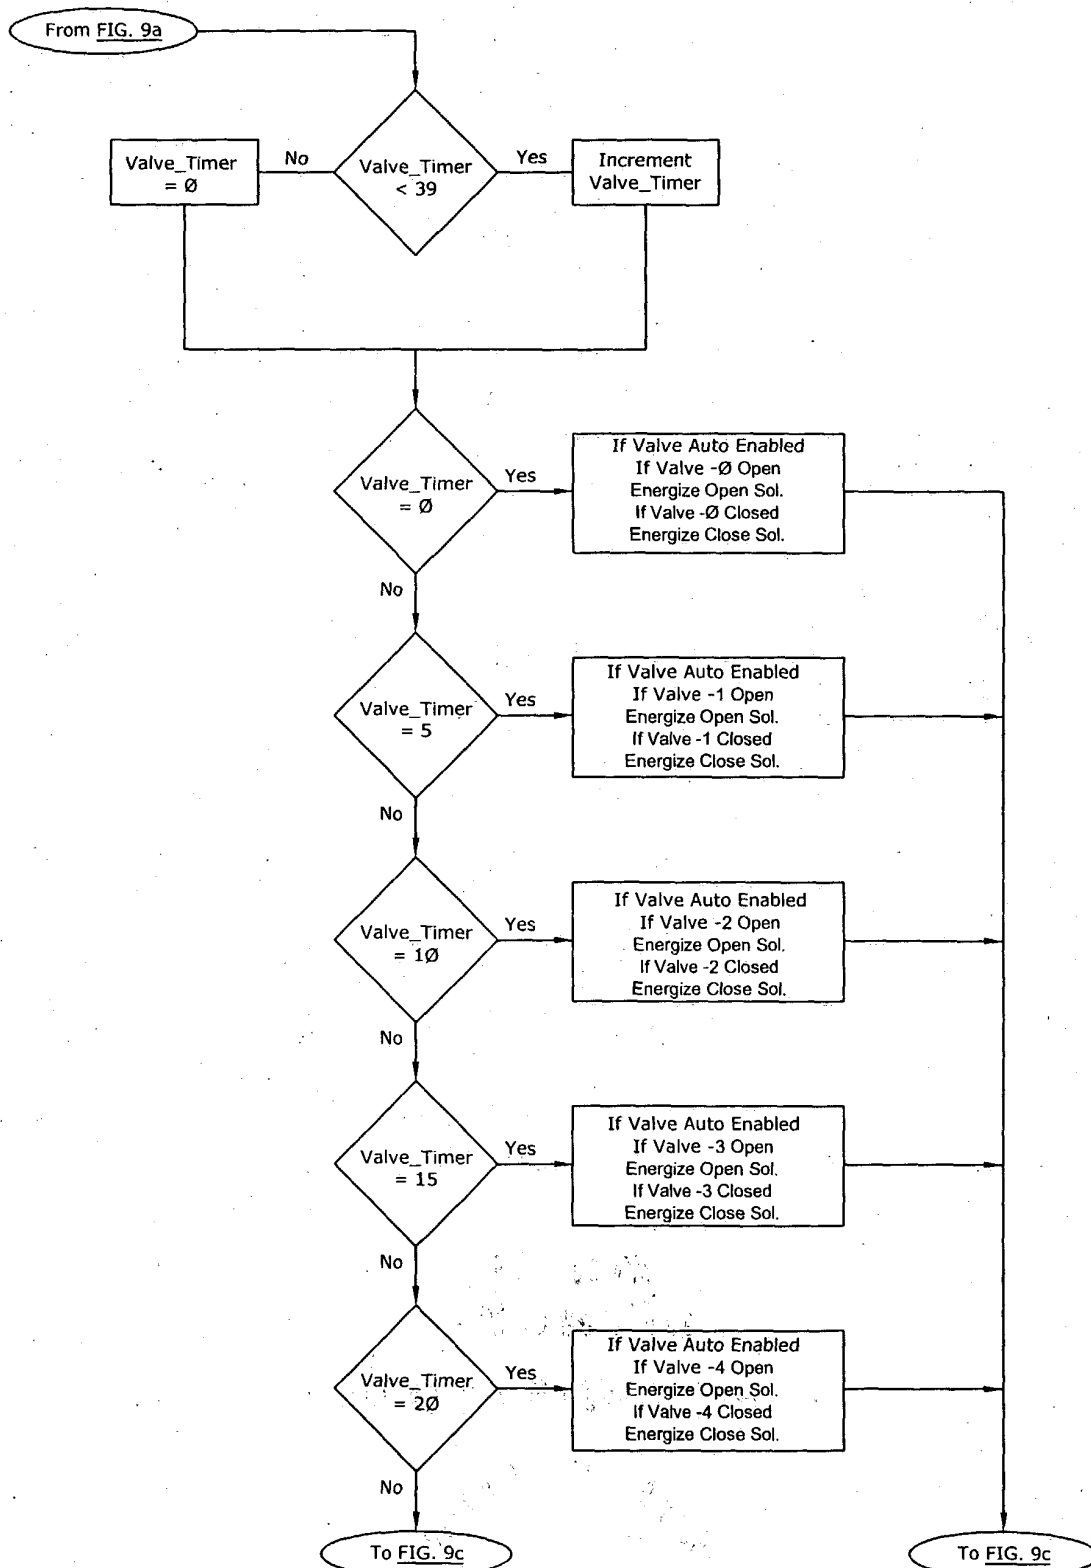 From FIG. 9a
Valve_Timer
= Ø
No
Valve_Timer
< 39
Yes
Increment
Valve_Timer
Valve_Timer
= Ø
Yes
If Valve Auto Enabled
If Valve -Ø Open
Energize Open Sol.
If Valve -Ø Closed
Energize Close Sol.
No
Valve_Timer
= 5
Yes
If Valve Auto Enabled
If Valve -1 Open
Energize Open Sol.
If Valve -1 Closed
Energize Close Sol.
No
Valve_Timer
= 1Ø
Yes
If Valve Auto Enabled
If Valve -2 Open
Energize Open Sol.
If Valve -2 Closed
Energize Close Sol.
No
Valve_Timer
= 15
Yes
If Valve Auto Enabled
If Valve -3 Open
Energize Open Sol.
If Valve -3 Closed
Energize Close Sol.
No
Valve_Timer
= 2Ø
Yes
If Valve Auto Enabled
If Valve -4 Open
Energize Open Sol.
If Valve -4 Closed
Energize Close Sol.
No
To FIG. 9c
To FIG. 9c